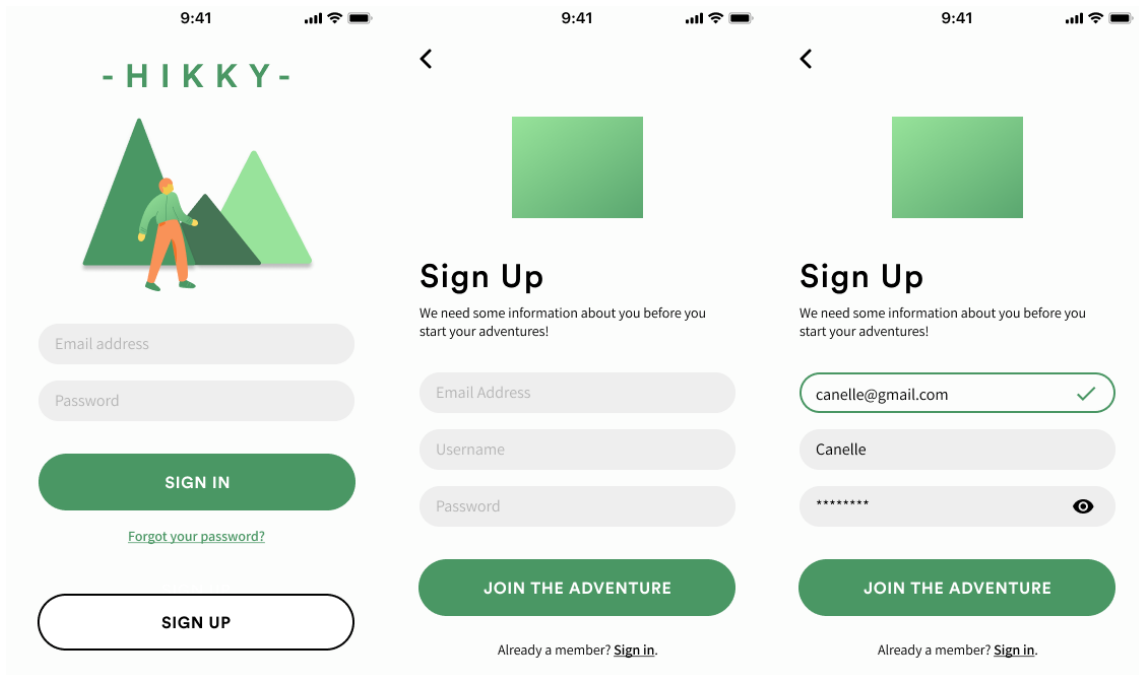 9:41
- H I K K Y -
Email address
Password
SIGN IN
Forgot your password?
SIGN UP
9:41
Sign Up
We need some information about you before you
start your adventures!
Email Address
Username
Password
JOIN THE ADVENTURE
Already a member? Sign in.
9:41
Sign Up
We need some information about you before you
start your adventures!
canelle@gmail.com
Canelle
********
JOIN THE ADVENTURE
Already a member? Sign in.